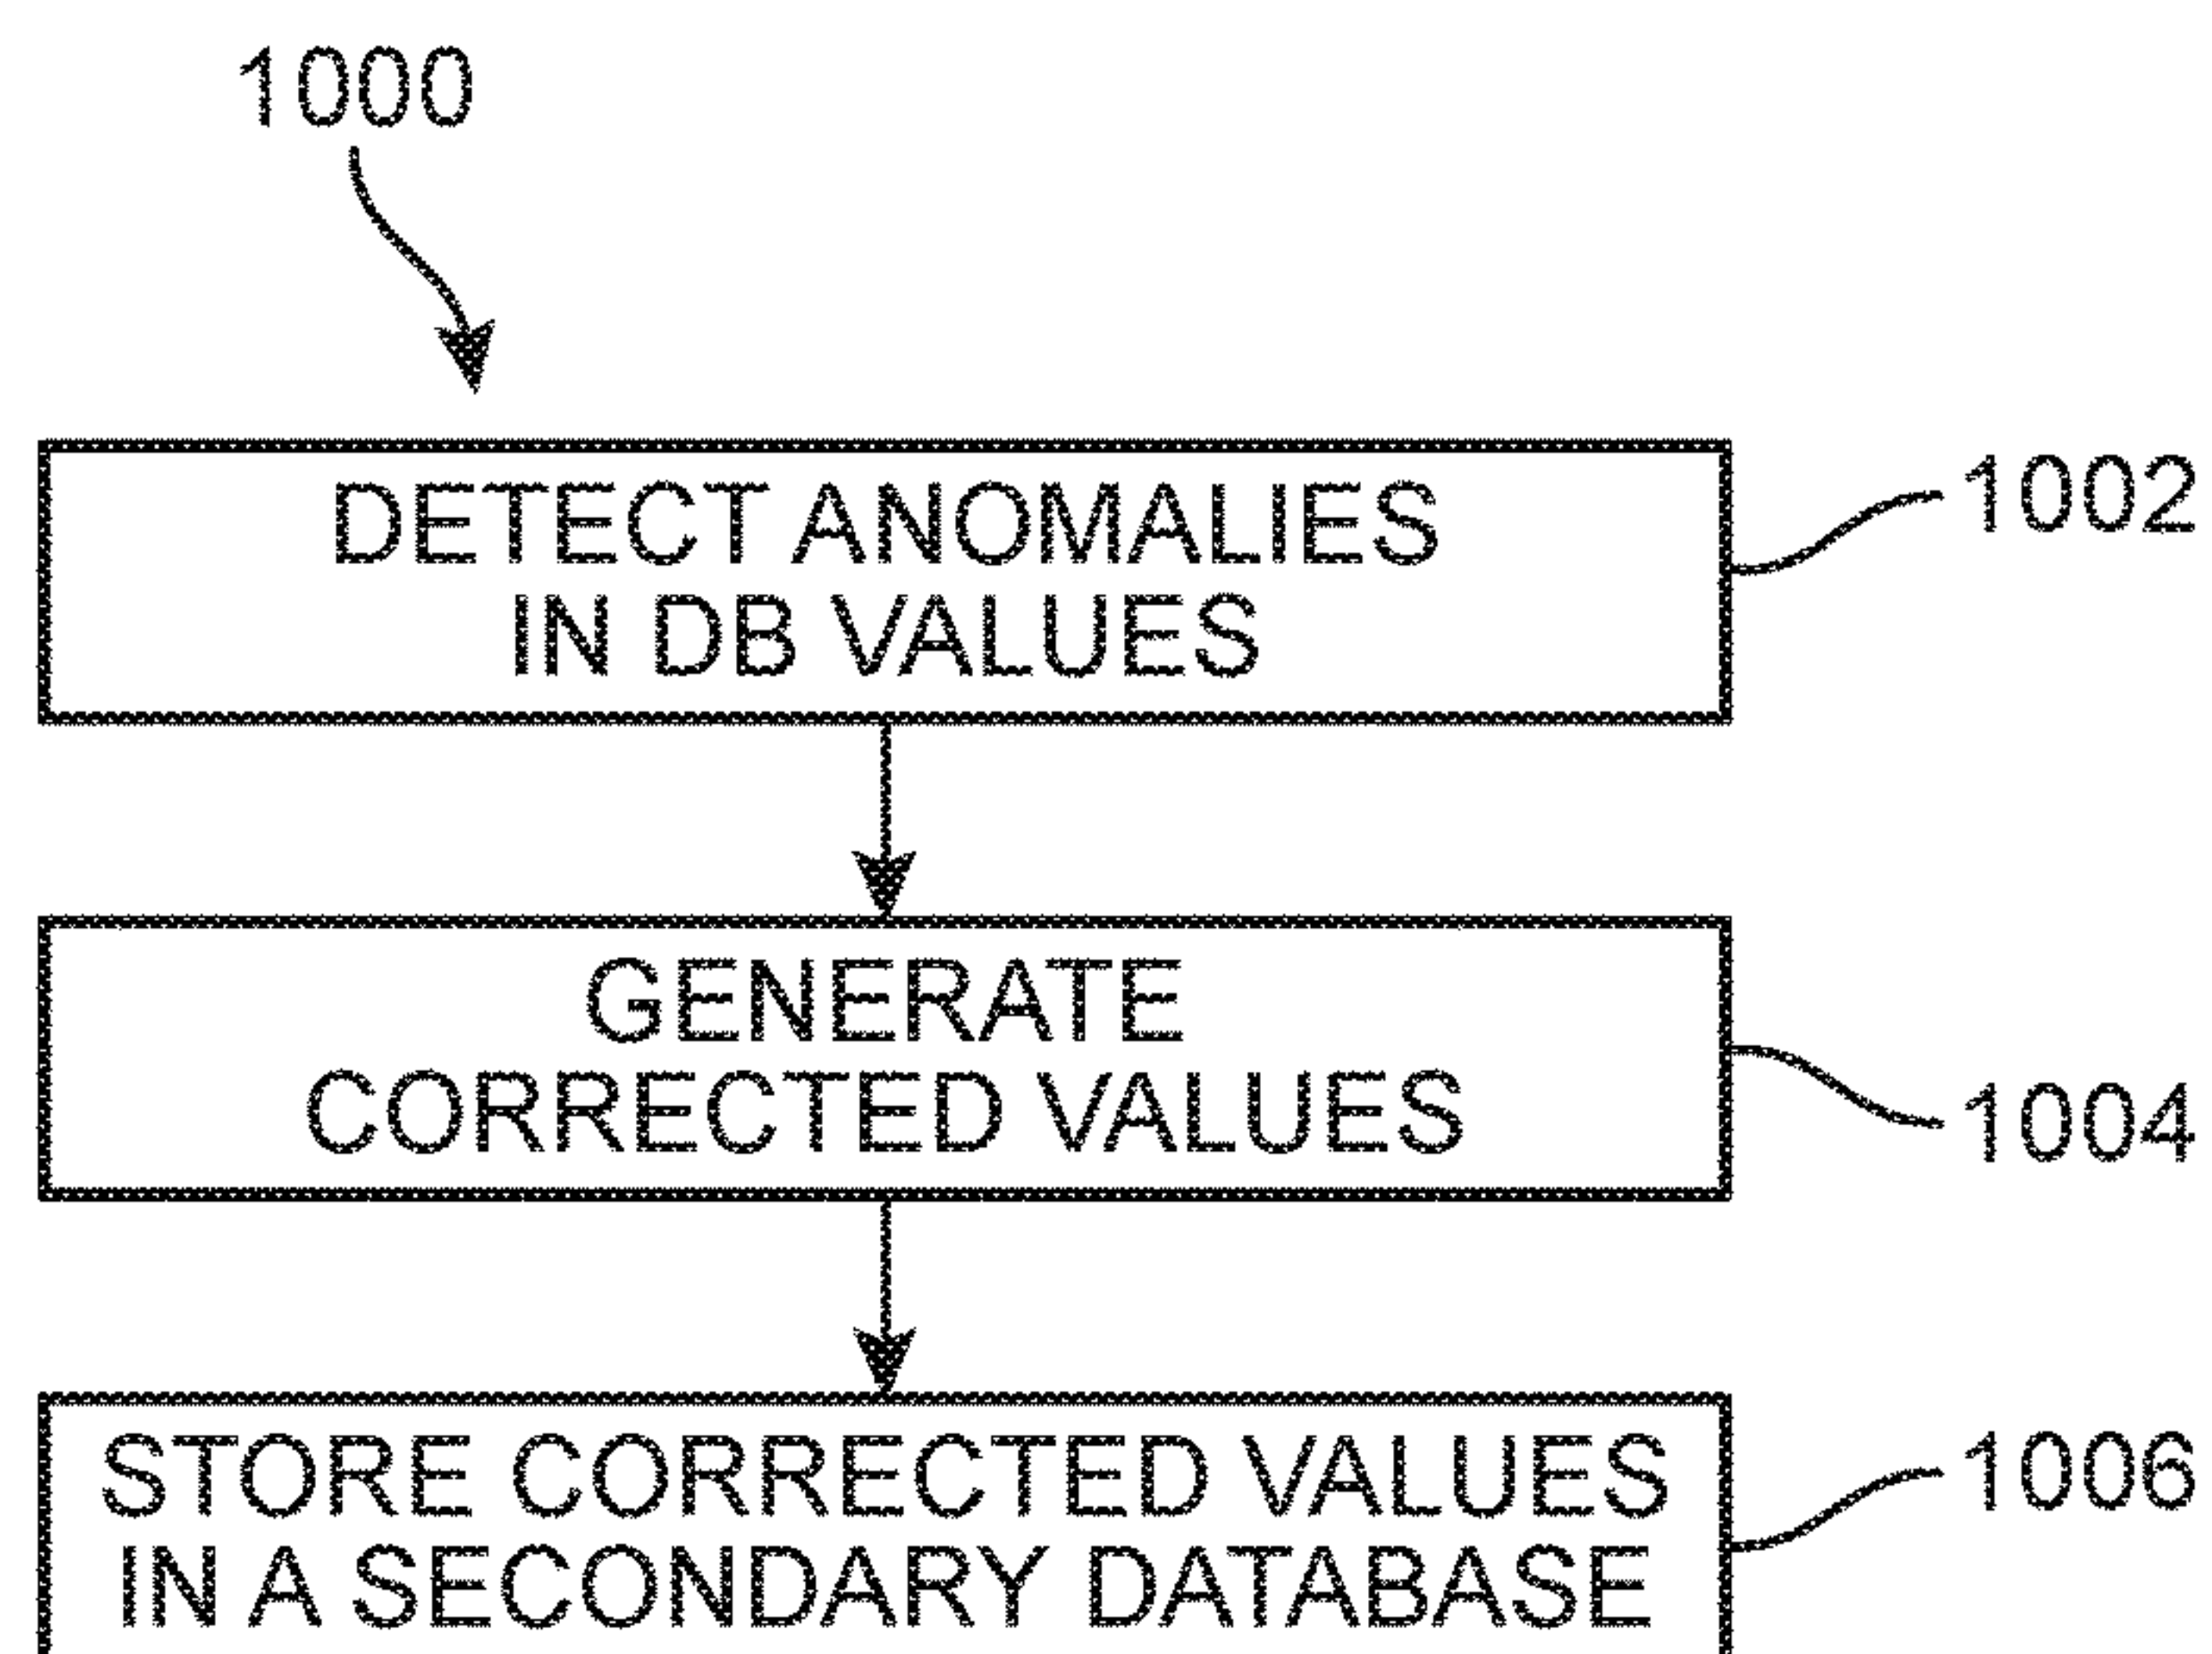 1000
DETECT ANOMALIES
IN DB VALUES
1002
GENERATE
CORRECTED VALUES
1004
STORE CORRECTED VALUES
IN A SECONDARY DATABASE
1006